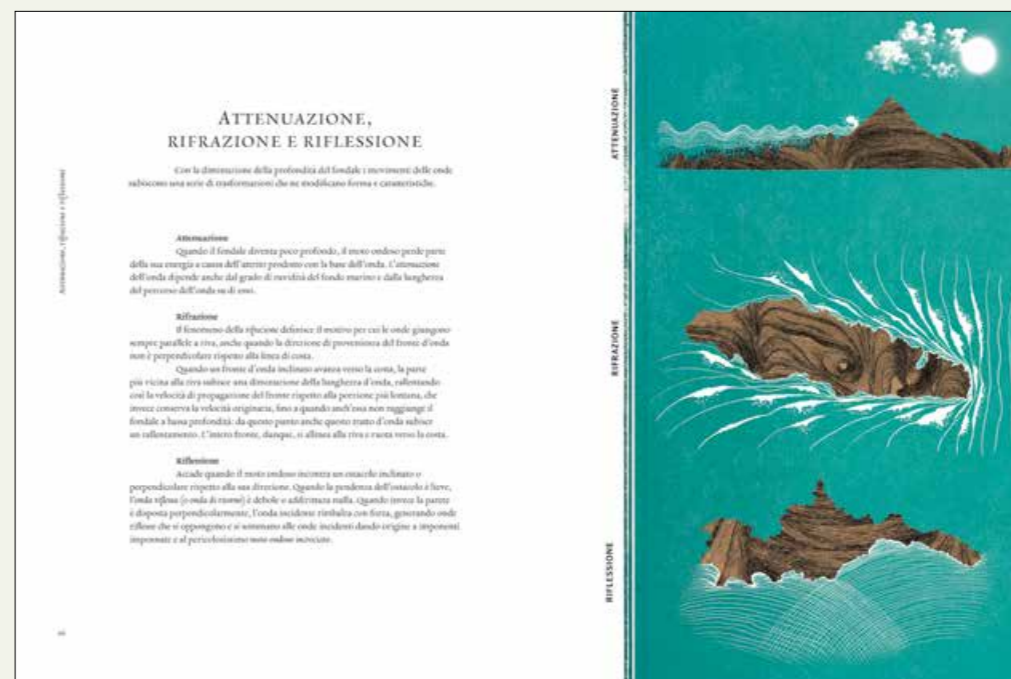 Attenuazione, rifrazione e riflessione
ATTENUAZIONE,
RIFRAZIONE E RIFLESSIONE
Con la diminuzione della profondità del fondale i movimenti delle onde
subiscono una serie di trasformazioni che ne modificano forma e caratteristiche.
Attenuazione
Quando il fondale diventa poco profondo, il moto ondoso perde parte
della sua energia a causa dell'attrito prodotto con la base dell'onda. L'attenuazione
dell'onda dipende anche dal grado di ruvidità del fondo marino e dalla lunghezza
del percorso dell'onda su di esso.
Rifrazione
Il fenomeno della rifrazione definisce il motivo per cui le onde giungono
sempre parallele a riva, anche quando la direzione di provenienza del fronte d'onda
non è perpendicolare rispetto alla linea di costa.
Quando un fronte d'onda inclinato avanza verso la costa, la parte
più vicina alla riva subisce una diminuzione della lunghezza d'onda, rallentando
così la velocità di propagazione del fronte rispetto alla porzione più lontana, che
invece conserva la velocità originaria, fino a quando anch'essa non raggiunge il
fondale a bassa profondità: da questo punto anche questo tratto d'onda subisce
un rallentamento. L'intero fronte, dunque, si allinea alla riva e ruota verso la costa.
Riflessione
Accade quando il moto ondoso incontra un ostacolo inclinato o
perpendicolare rispetto alla sua direzione. Quando la pendenza dell'ostacolo è lieve,
l'onda riflessa (o onda di ritorno) è debole o addirittura nulla. Quando invece la parete
è disposta perpendicolarmente, l'onda incidente rimbalza con forza, generando onde
riflesse che si oppongono e si sommano alle onde incidenti dando origine a imponenti
impennate e al pericolosissimo moto ondoso incrociato.
ATTENUAZIONE
RIFRAZIONE
RIFLESSIONE